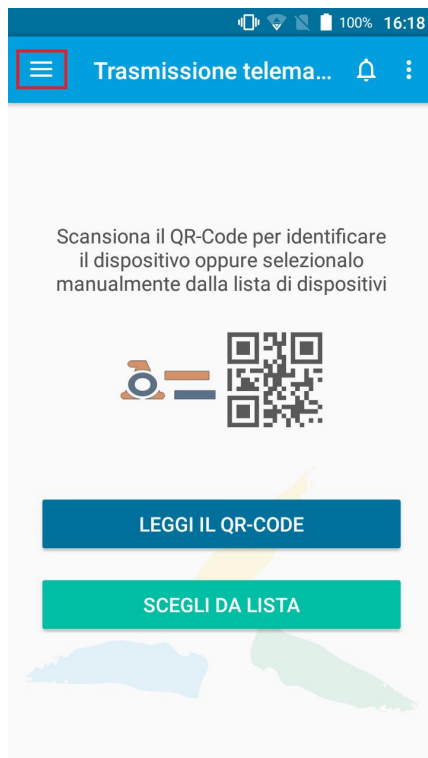 100% 16:18
Trasmissione telema...
Scansiona il QR-Code per identificare
il dispositivo oppure selezionalo
manualmente dalla lista di dispositivi
LEGGI IL QR-CODE
SCEGLI DA LISTA